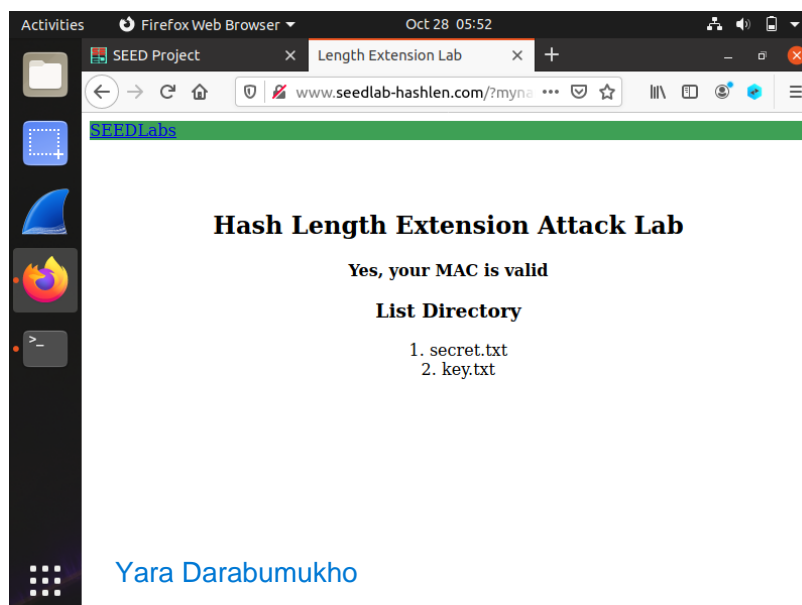 Activities Firefox Web Browser Oct 28 05:52
SEED Project Length Extension Lab
www.seedlab-hashlen.com/?myna
SEEDLabs
Hash Length Extension Attack Lab
Yes, your MAC is valid
List Directory
1. secret.txt
2. key.txt
Yara Darabumukho